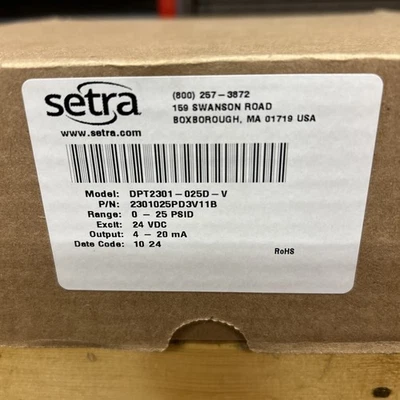 setra
www.setra.com
(800) 257-3872
159 SWANSON ROAD
BOXBOROUGH, MA 01719 USA
Model: DPT2301-025D-V
P/N: 2301025PD3V11B
Range: 0 - 25 PSID
Excit: 24 VDC
Output: 4 - 20 mA
Date Code: 10 24
RoHS